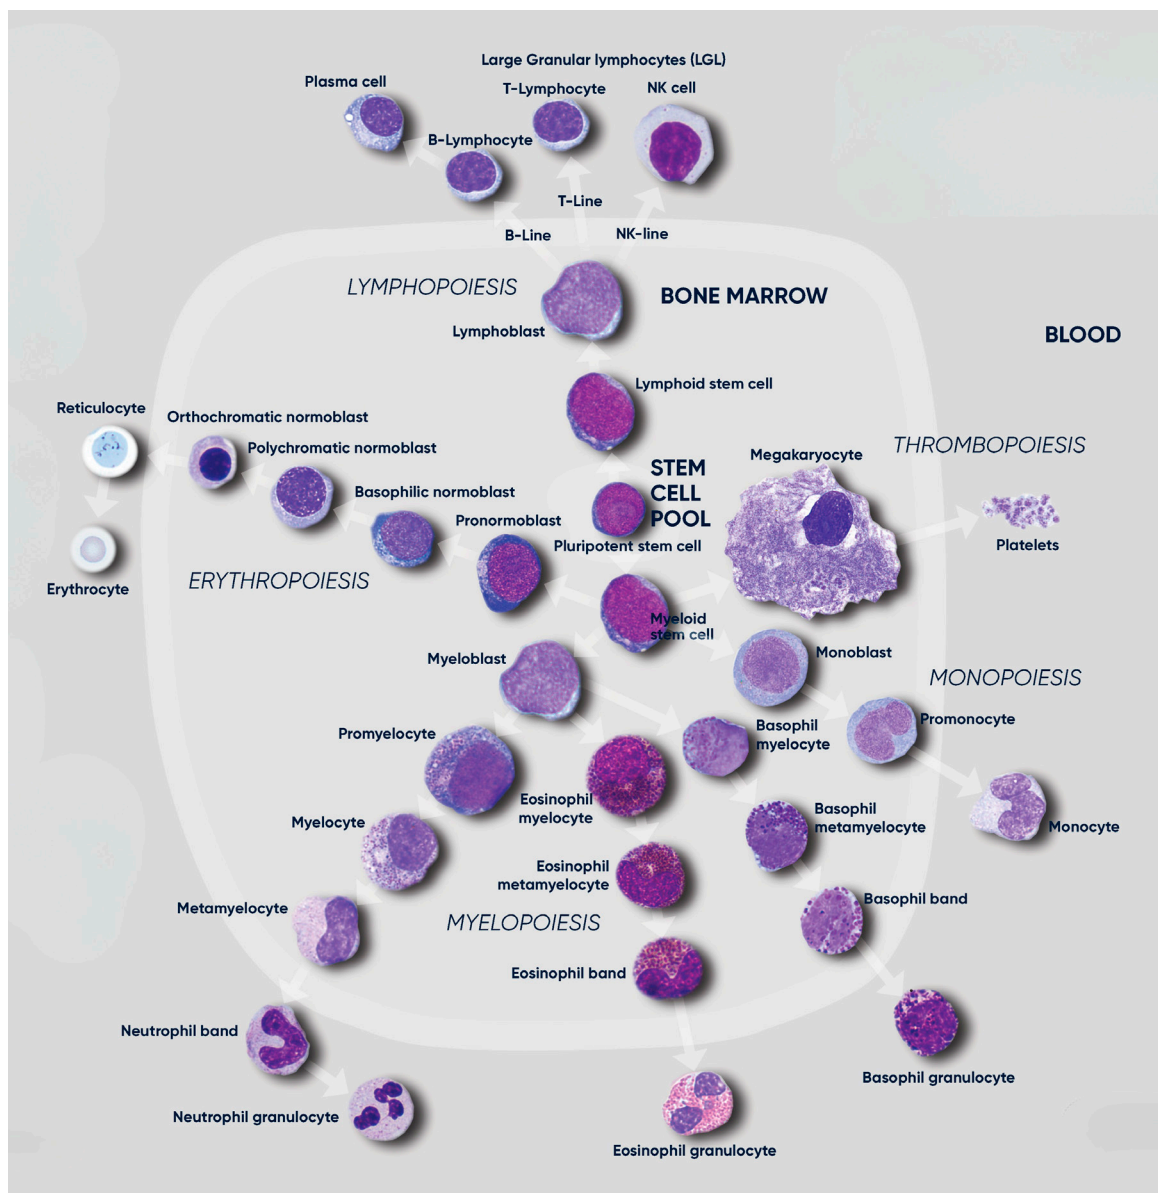 Large Granular lymphocytes (LGL)
Plasma cell
T-Lymphocyte
NK cell
B-Lymphocyte
T-Line
B-Line
NK-line
LYMPHOPOIESIS
BONE MARROW
Lymphoblast
BLOOD
Lymphoid stem cell
Reticulocyte
Orthochromatic normoblast
Polychromatic normoblast
THROMBOPOIESIS
Megakaryocyte
STEM
CELL
POOL
Basophilic normoblast
Pronormoblast
Pluripotent stem cell
Platelets
ERYTHROPOIESIS
Erythrocyte
Myeloid
stem cell
Myeloblast
Monoblast
MONOPOIESIS
Promonocyte
Promyelocyte
Basophil
myelocyte
Eosinophil
myelocyte
Myelocyte
Basophil
metamyelocyte
Monocyte
Eosinophil
metamyelocyte
Basophil band
Metamyelocyte
MYELOPOIESIS
Eosinophil band
Neutrophil band
Basophil granulocyte
Neutrophil granulocyte
Eosinophil granulocyte